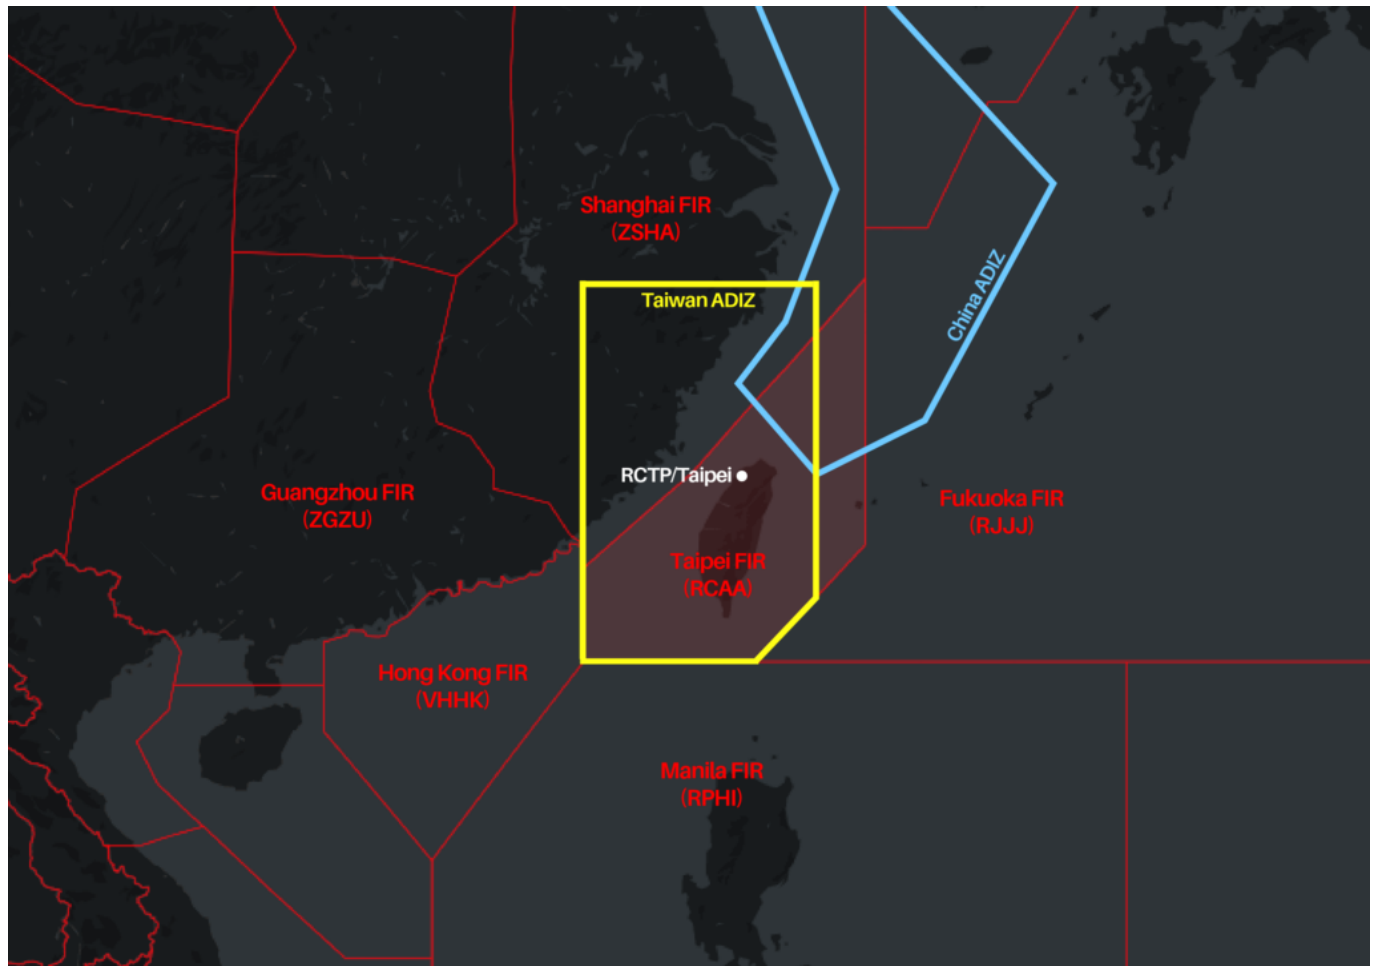 Shanghai FIR
(ZSHA)
Taiwan ADIZ
China ADIZ
RCTP/Taipei
Guangzhou FIR
(ZGZU)
Fukuoka FIR
(RJJJ)
Taipei FIR
(RCAA)
Hong Kong FIR
(VHHK)
Manila FIR
(RPHI)